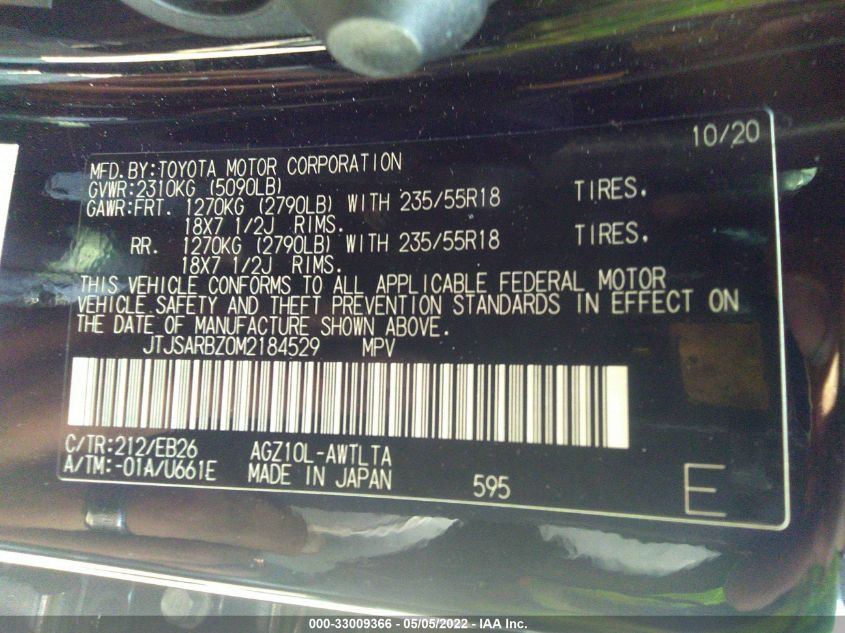 10/20
MFD.BY:TOYOTA MOTOR CORPORATION
GVWR:2310KG (5090LB)
GAWR:FRT. 1270KG (2790LB) WITH 235/55R18 TIRES.
18X7 1/2J RIMS.
RR. 1270KG (2790LB) WITH 235/55R18 TIRES.
18X7 1/2J RIMS.
THIS VEHICLE CONFORMS TO ALL APPLICABLE FEDERAL MOTOR
VEHICLE SAFETY AND THEFT PREVENTION STANDARDS IN EFFECT ON
THE DATE OF MANUFACTURE SHOWN ABOVE.
JTJSARBZ0M2184529 MPV
C/TR:212/EB26 AGZ10L-AWTLTA
A/TM:-01A/U661E MADE IN JAPAN 595 E
000-33009366 - 05/05/2022 - IAA Inc.